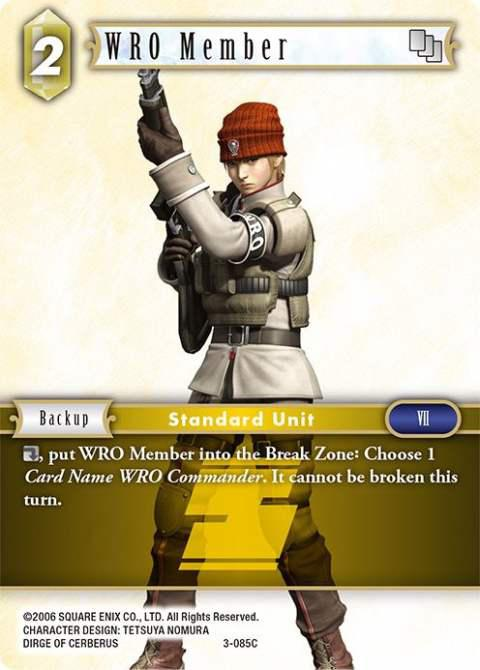 2
WRO Member
WRO
Backup
Standard Unit
VII
, put WRO Member into the Break Zone: Choose 1
Card Name WRO Commander. It cannot be broken this
turn.
©2006 SQUARE ENIX CO., LTD. All Rights Reserved.
CHARACTER DESIGN: TETSUYA NOMURA
DIRGE OF CERBERUS 3-085C